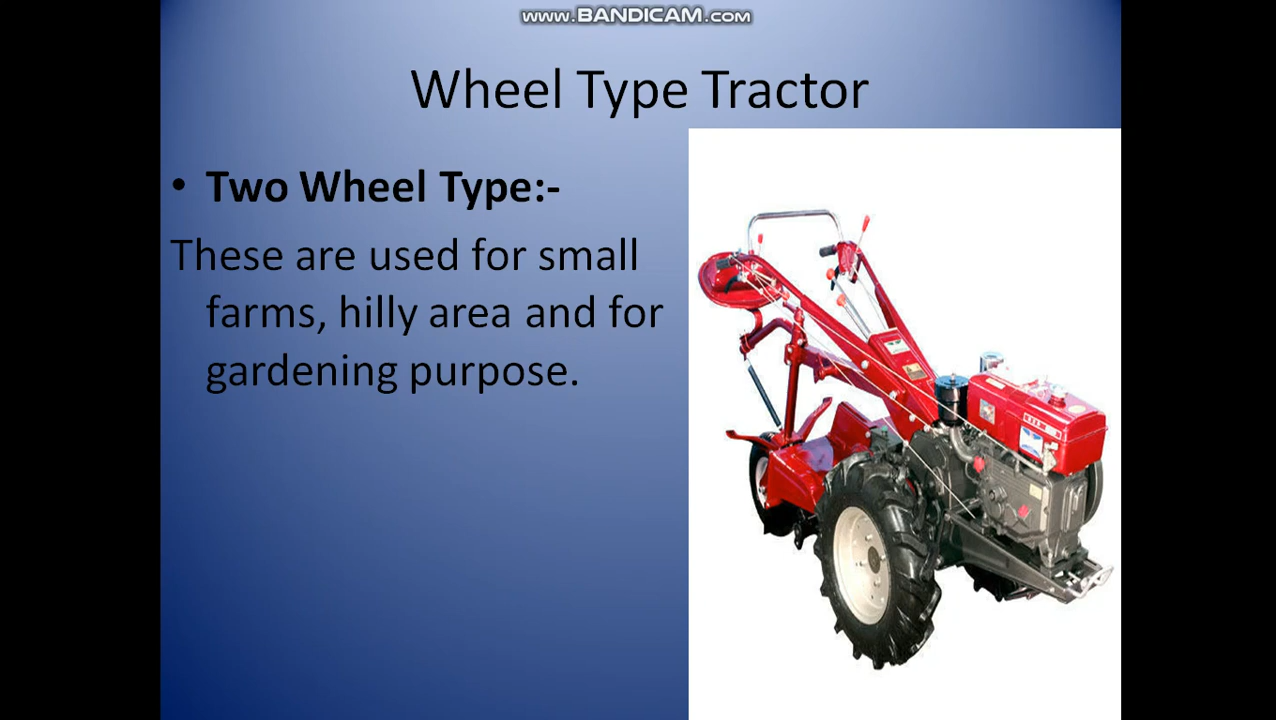 www.BANDICAM.com
Wheel Type Tractor
• Two Wheel Type:-
These are used for small
farms, hilly area and for
gardening purpose.